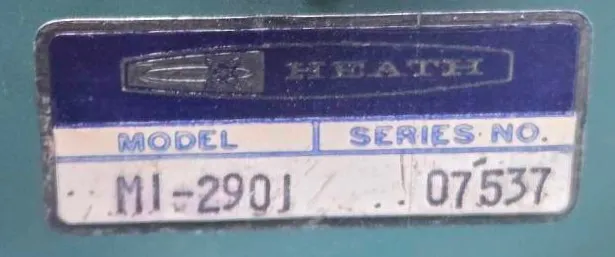 HEATH
MODEL SERIES NO.
MI-2901 07537